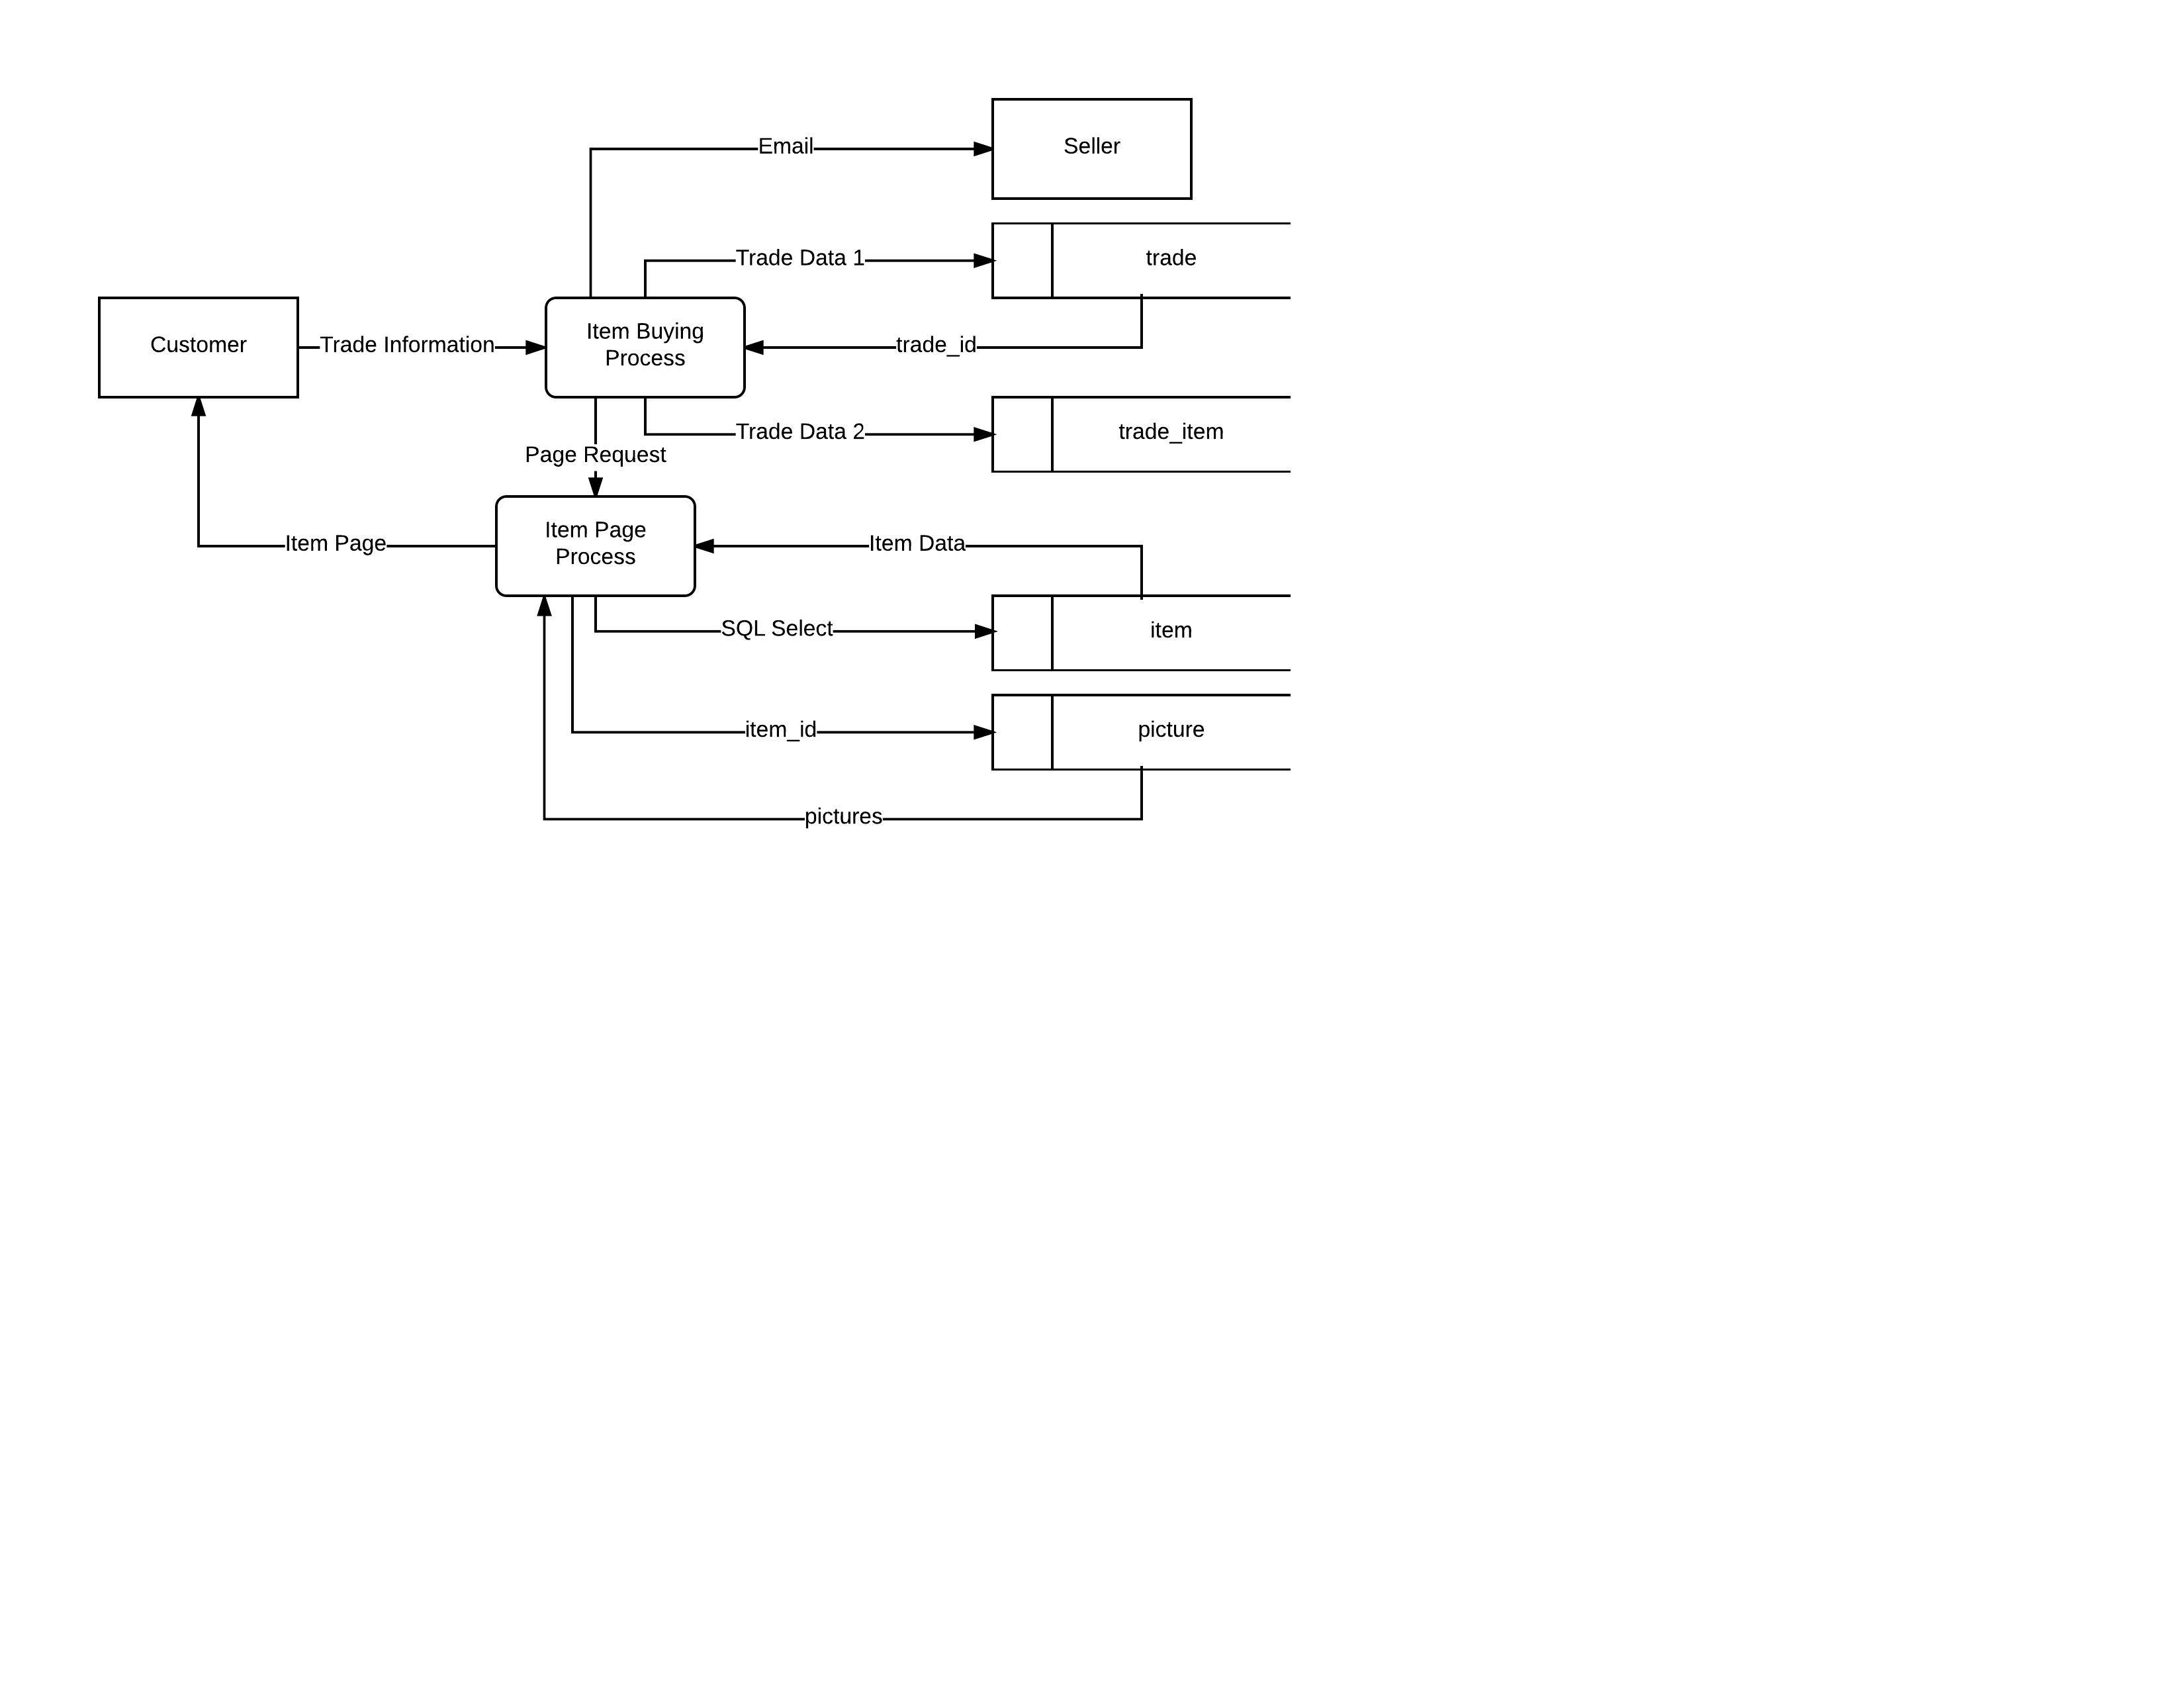 Email
Seller
Trade Data 1
trade
Customer
Trade Information
Item Buying
Process
trade_id
Trade Data 2
trade_item
Page Request
Item Page
Item Page
Process
Item Data
SQL Select
item
item_id
picture
pictures